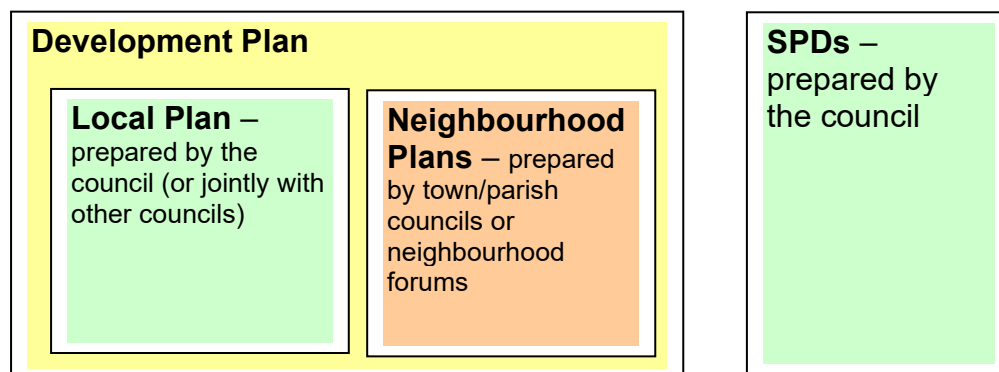 Development Plan
Local Plan –
prepared by the
council (or jointly with
other councils)
Neighbourhood
Plans – prepared
by town/parish
councils or
neighbourhood
forums
SPDs –
prepared by
the council